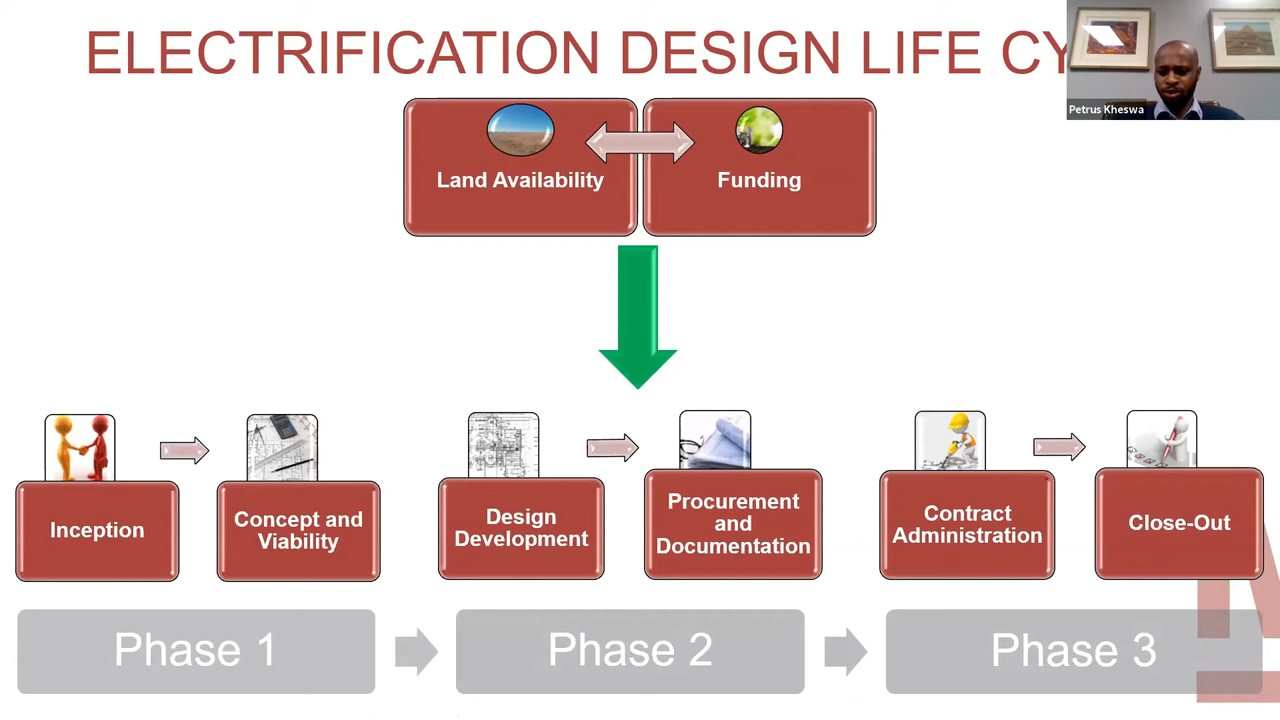 ELECTRIFICATION DESIGN LIFE CY
Petrus Kheswa
Land Availability
Funding
Inception
Concept and
Viability
Design
Development
Procurement
and
Documentation
Contract
Administration
Close-Out
Phase 1
Phase 2
Phase 3